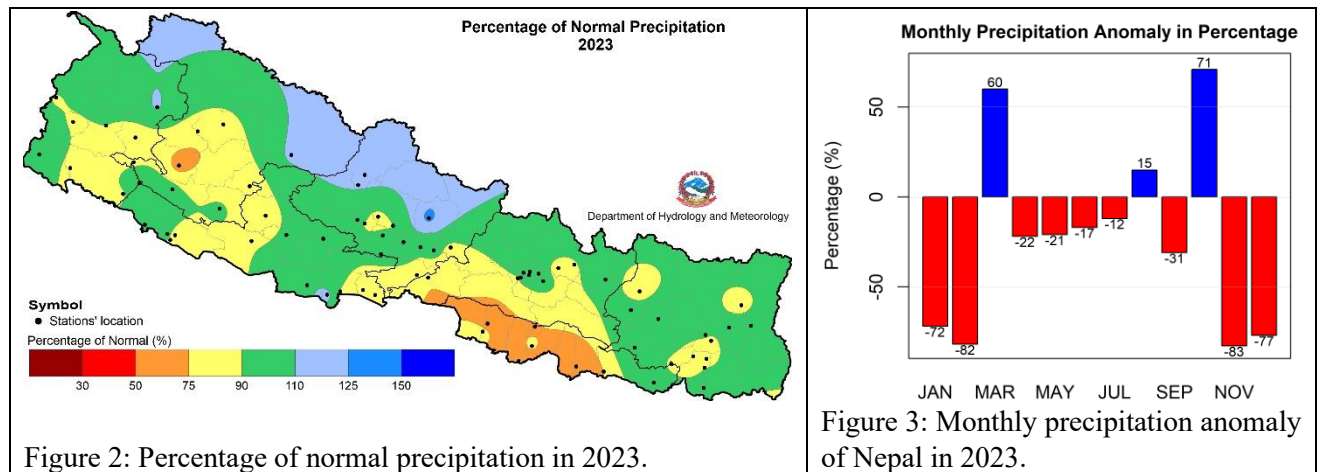 Percentage of Normal Precipitation
2023
Department of Hydrology and Meteorology
Symbol
Stations' location
Percentage of Normal (%)
30 50 75 90 110 125 150
Figure 2: Percentage of normal precipitation in 2023.
Monthly Precipitation Anomaly in Percentage
Percentage (%)
50
0
-50
-72
-82
60
-22
-21
-17
-12
15
-31
71
-83
-77
JAN MAR MAY JUL SEP NOV
Figure 3: Monthly precipitation anomaly
of Nepal in 2023.